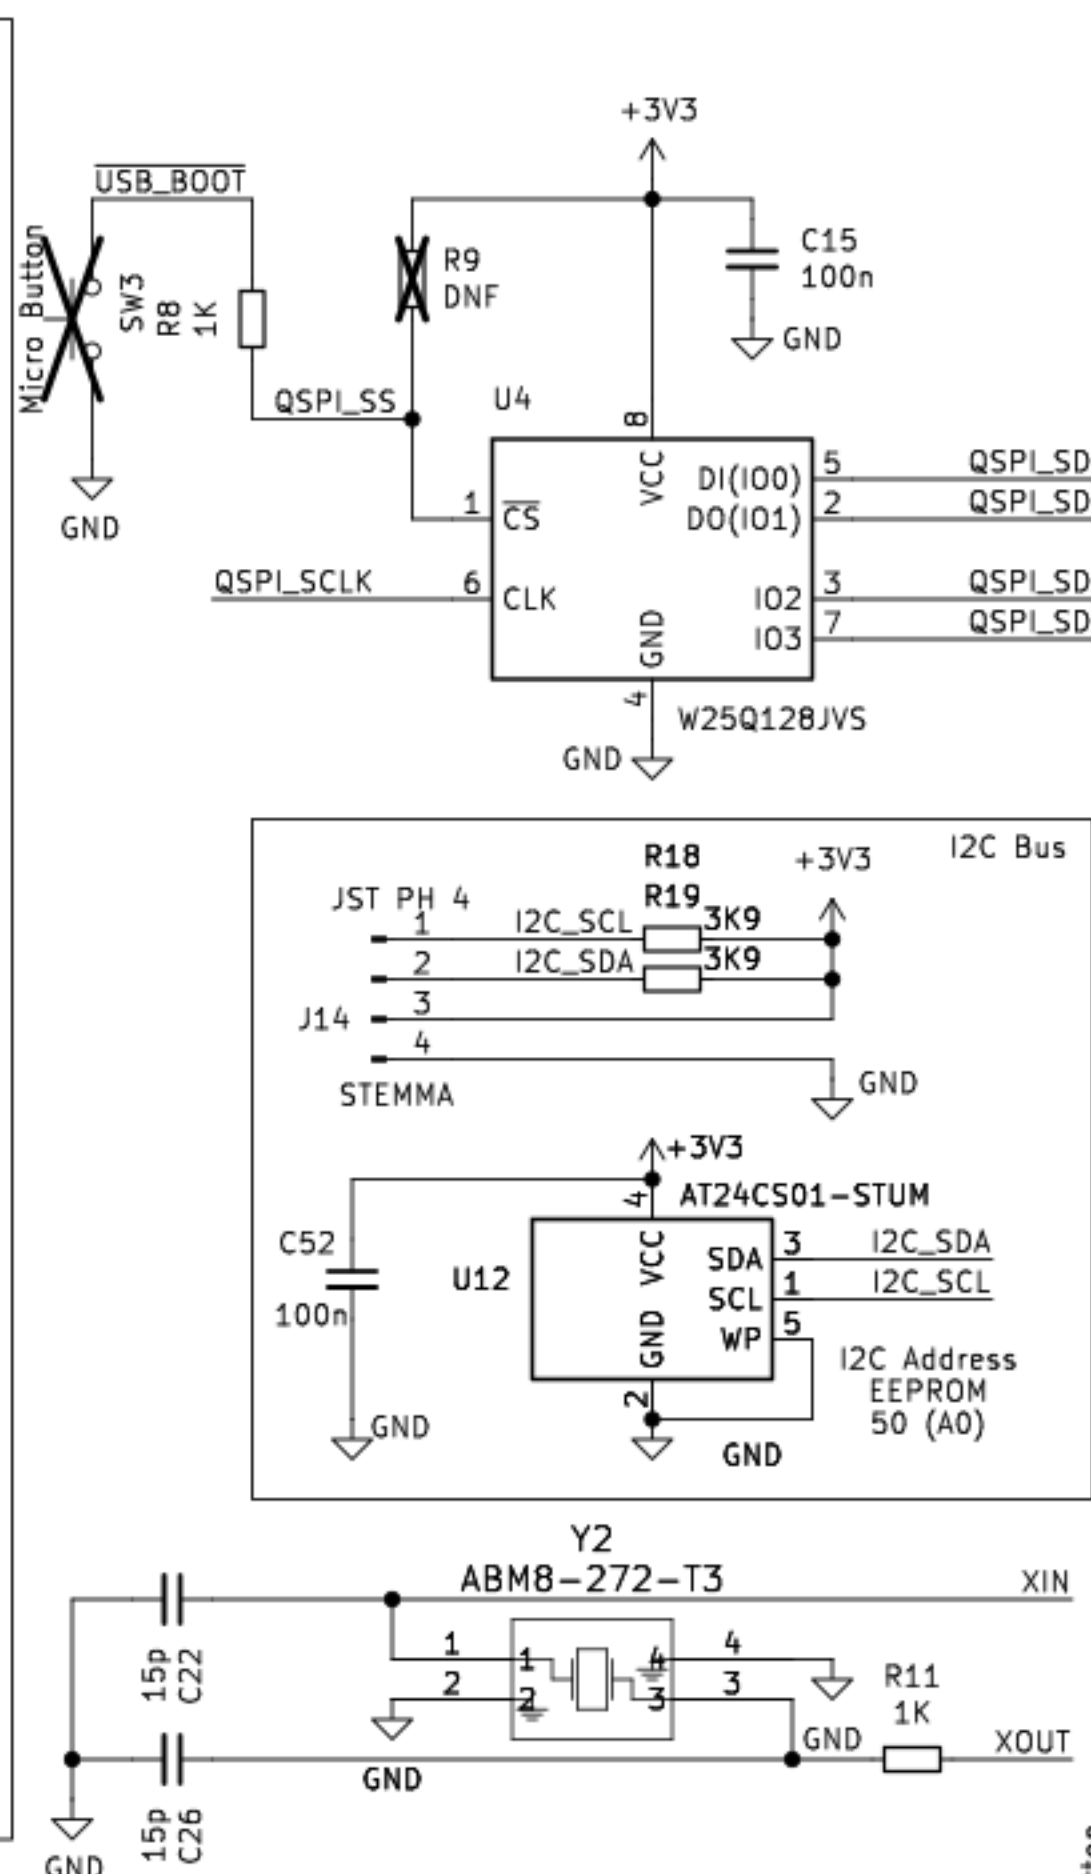 +3V3
USB_BOOT
Micro Button
SW3
R8
1K
R9
DNF
C15
100n
GND
QSPI_SS
U4
GND
8
VCC
1
CS
DI(IO0)
5
QSPI_SD
DO(IO1)
2
QSPI_SD
QSPI_SCLK
6
CLK
IO2
3
QSPI_SD
IO3
7
QSPI_SD
GND
4
W25Q128JVS
GND
I2C Bus
R18
R19
+3V3
JST PH 4
1
I2C_SCL
3K9
2
I2C_SDA
3K9
J14
3
4
STEMMA
GND
+3V3
4
AT24CS01-STUM
C52
100n
U12
VCC
GND
SDA
3
I2C_SDA
SCL
1
I2C_SCL
WP
5
I2C Address
EEPROM
50 (A0)
2
GND
GND
Y2
ABM8-272-T3
XIN
15p
C22
1
1
4
4
2
2
3
3
R11
1K
GND
XOUT
GND
15p
C26
GND